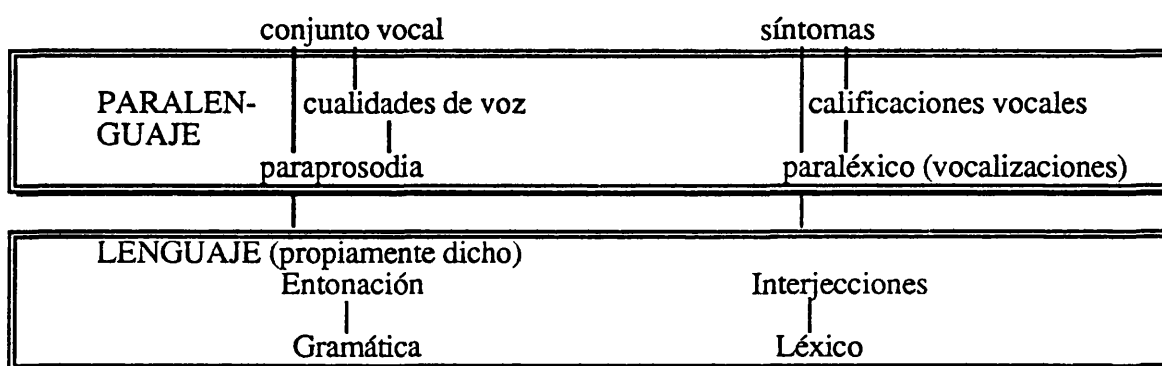 conjunto vocal síntomas
PARALEN- cualidades de voz calificaciones vocales
GUAJE
paraprosodia paraléxico (vocalizaciones)
LENGUAJE (propiamente dicho)
Entonación Interjecciones
Gramática Léxico